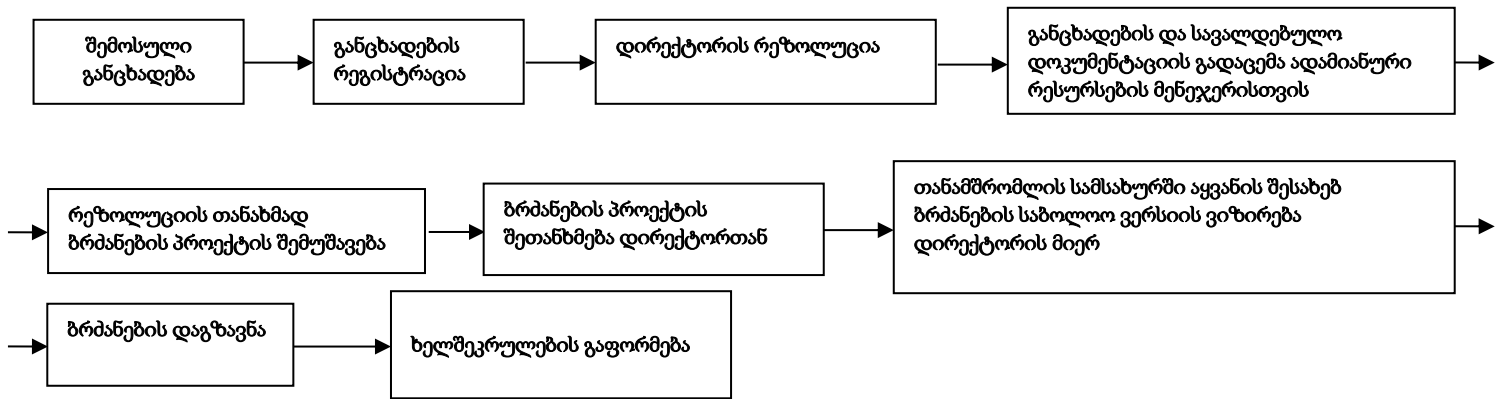 შემოსული
განცხადება
განცხადების
რეგისტრაცია
დირექტორის რეზოლუცია
განცხადების და სავალდებულო
დოკუმენტაციის გადაცემა ადამიანური
რესურსების მენეჯერისთვის
რეზოლუციის თანახმად
ბრძანების პროექტის შემუშავება
ბრძანების პროექტის
შეთანხმება დირექტორთან
თანამშრომლის სამსახურში აყვანის შესახებ
ბრძანების საბოლოო ვერსიის ვიზირება
დირექტორის მიერ
ბრძანების დაგზავნა
ხელშეკრულების გაფორმება